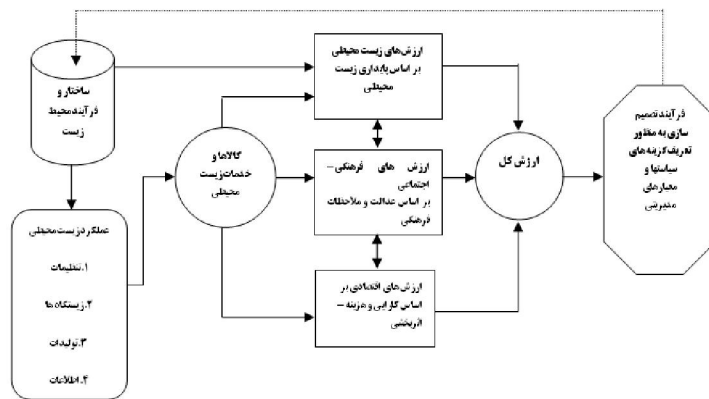 ساختار و
فرآیند محیط
زیست
عملکرد زیست محیطی
۱.تنظیمات
۲.زیستگاه ها
۳.تولیدات
۴.اطلاعات
کالاها و
خدمات زیست
محیطی
ارزش‌های زیست محیطی
بر اساس پایداری زیست
محیطی
ارزش های فرهنگی–
اجتماعی
بر اساس عدالت و ملاحظات
فرهنگی
ارزش‌های اقتصادی بر
اساس کارایی و هزینه –
اثربخشی
ارزش کل
فرآیند تصمیم
سازی به منظور
تعریف گزینه‌های
سیاستها و
معیارهای
مدیریتی